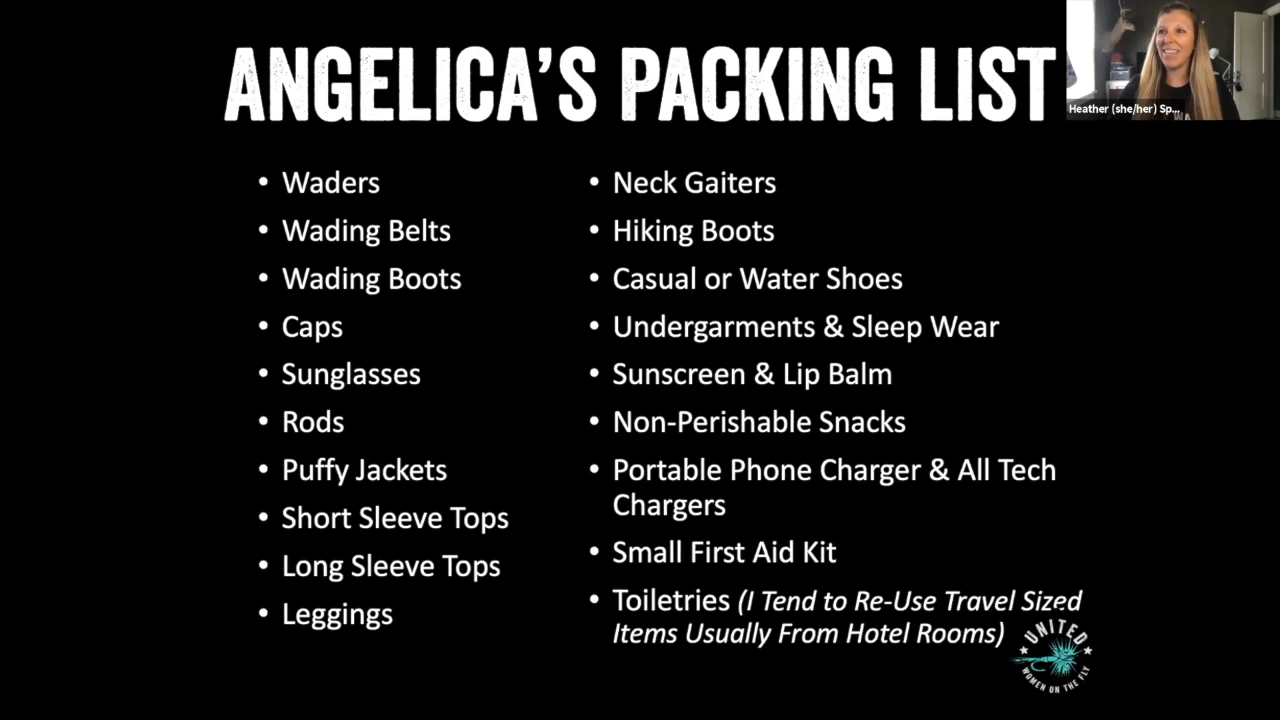 ANGELICA'S PACKING LIST
Heather (she/her) Sp...
• Waders
• Wading Belts
• Wading Boots
• Caps
• Sunglasses
• Rods
• Puffy Jackets
• Short Sleeve Tops
• Long Sleeve Tops
• Leggings
• Neck Gaiters
• Hiking Boots
• Casual or Water Shoes
• Undergarments & Sleep Wear
• Sunscreen & Lip Balm
• Non-Perishable Snacks
• Portable Phone Charger & All Tech
Chargers
• Small First Aid Kit
• Toiletries (I Tend to Re-Use Travel Sized
Items Usually From Hotel Rooms)
UNITED
WOMEN ON THE FLY